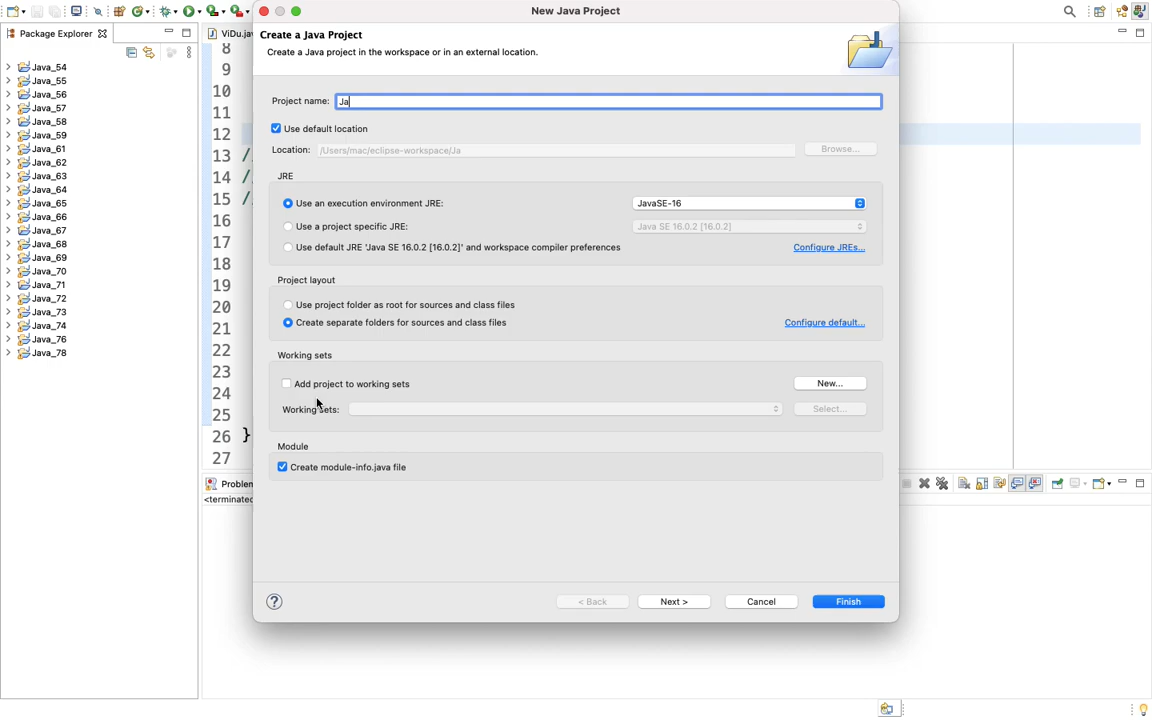 New Java Project
Package Explorer
ViDu.jav
Create a Java Project
Create a Java project in the workspace or in an external location.
Java_54
Java_55
Java_56
Java_57
Java_58
Java_59
Java_61
Java_62
Java_63
Java_64
Java_65
Java_66
Java_67
Java_68
Java_69
Java_70
Java_71
Java_72
Java_73
Java_74
Java_76
Java_78
8
9
10
11
12
13 /
14 /
15 /
16
17
18
19
20
21
22
23
24
25
26 }
27
Project name: Ja
Use default location
Location: /Users/mac/eclipse-workspace/Ja Browse...
JRE
Use an execution environment JRE: JavaSE-16
Use a project specific JRE: Java SE 16.0.2 [16.0.2]
Use default JRE 'Java SE 16.0.2 [16.0.2]' and workspace compiler preferences Configure JREs...
Project layout
Use project folder as root for sources and class files
Create separate folders for sources and class files Configure default...
Working sets
Add project to working sets New...
Working sets: Select...
Module
Create module-info.java file
Problem
<terminated
? < Back Next > Cancel Finish